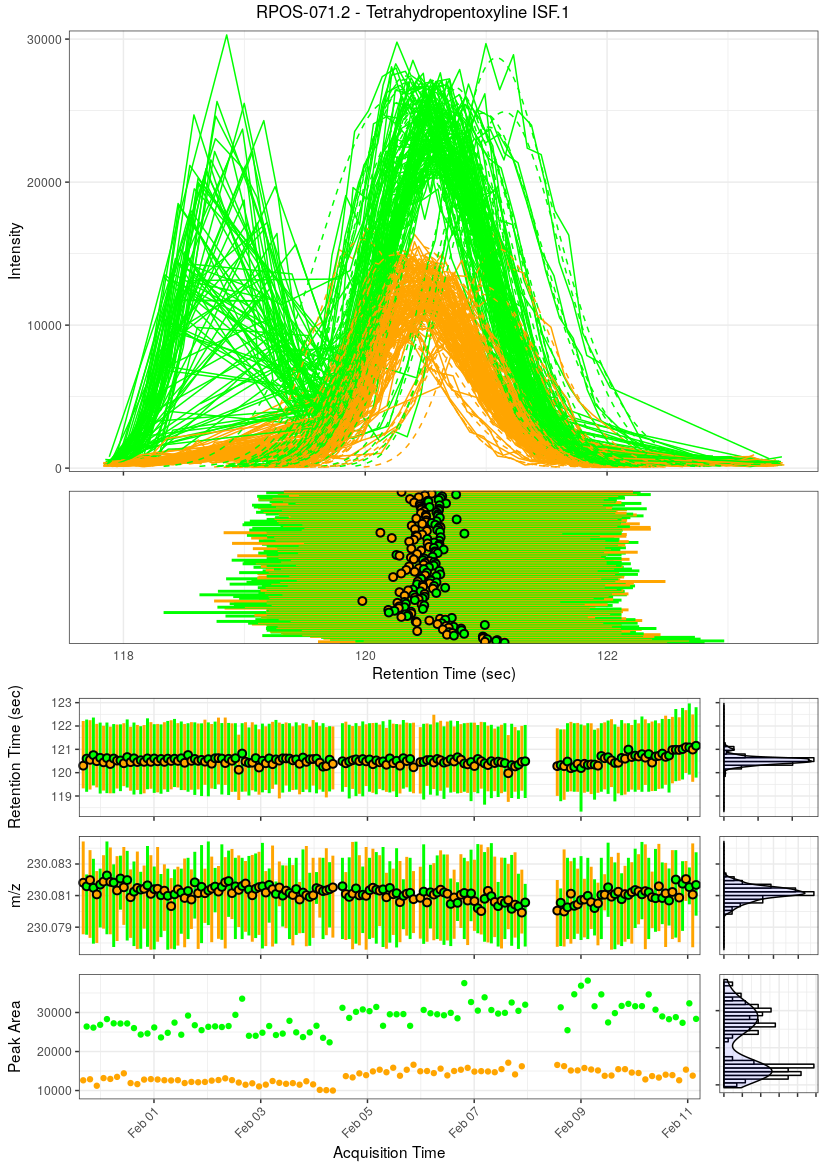 RPOS-071.2 - Tetrahydropentoxyline ISF.1
30000
20000
10000
0
Intensity
118
120
122
Retention Time (sec)
123
122
121
120
119
Retention Time (sec)
230.083
230.081
230.079
m/z
30000
20000
10000
Peak Area
Feb 01
Feb 03
Feb 05
Feb 07
Feb 09
Feb 11
Acquisition Time